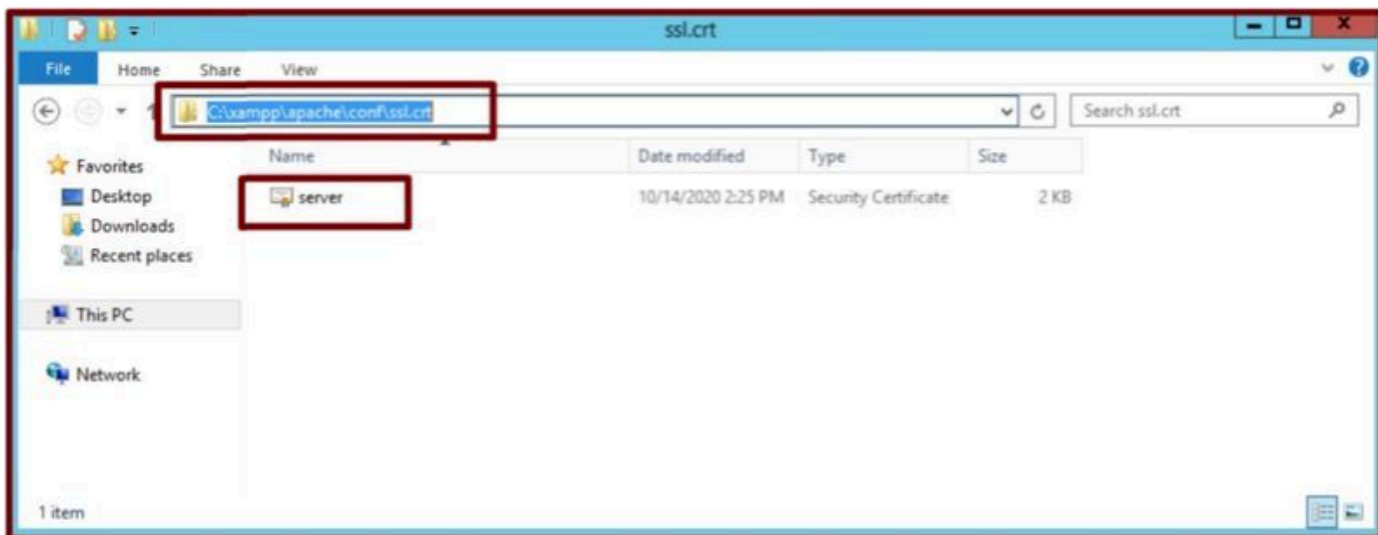 ssl.crt
File Home Share View
C:\xampp\apache\conf\ssl.crt Search ssl.crt
Name Date modified Type Size
Favorites
server 10/14/2020 2:25 PM Security Certificate 2 KB
Desktop
Downloads
Recent places
This PC
Network
1 item